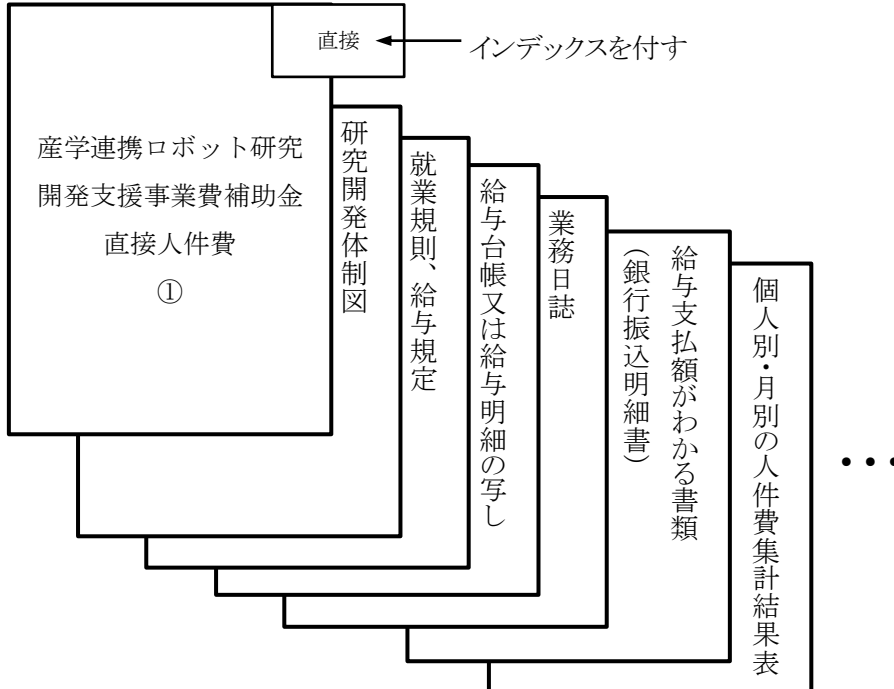 直接
インデックスを付す
産学連携ロボット研究
開発支援事業費補助金
直接人件費
①
研究開発体制図
就業規則、給与規定
給与台帳又は給与明細の写し
業務日誌
給与支払額がわかる書類
（銀行振込明細書）
個人別・月別の人件費集計結果表
・・・